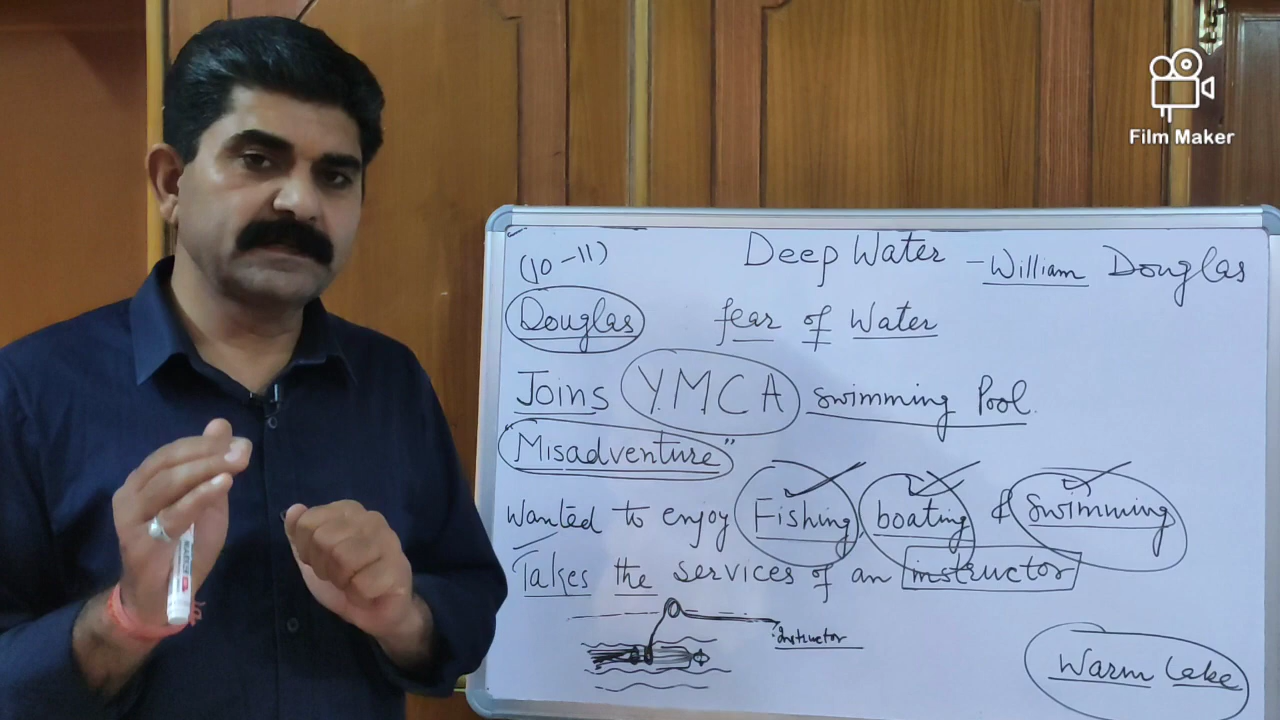 Film Maker
(10-11) Deep Water - William Douglas
Douglas fear of Water
Joins Y.M.C.A swimming Pool.
"Misadventure"
Wanted to enjoy Fishing, boating & Swimming
Takes the services of an instructor
Instructor
Warm Lake